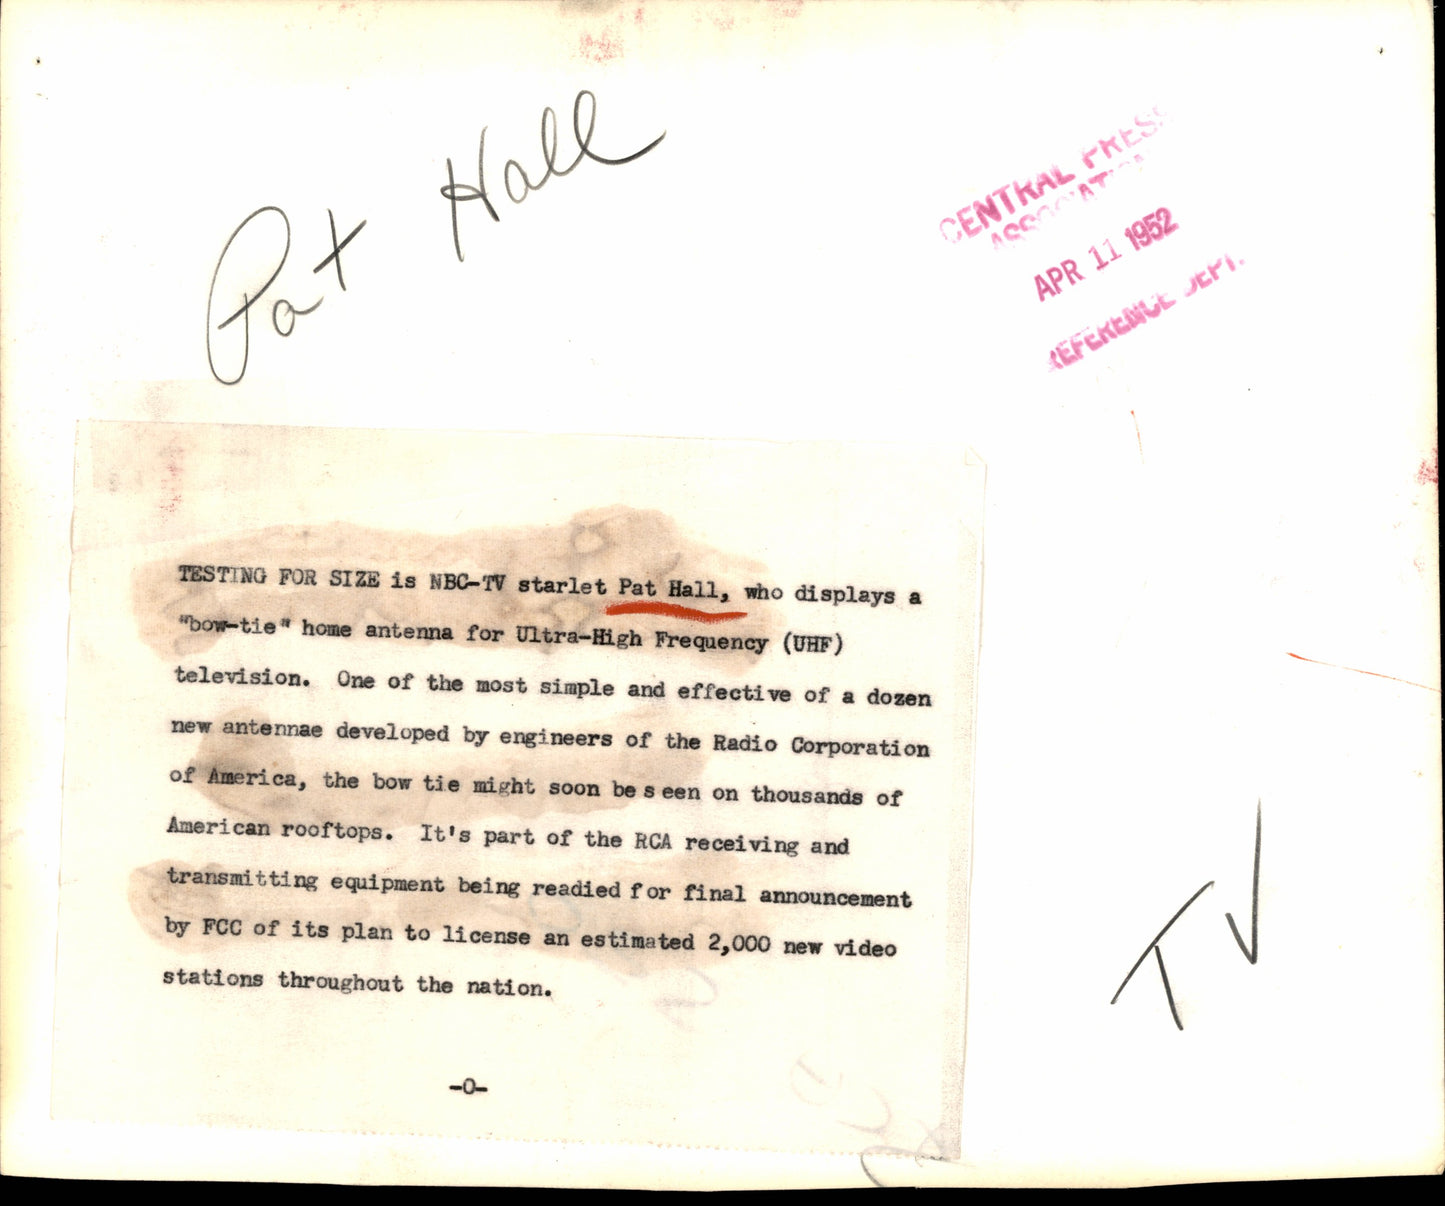 Pat Hall
CENTRAL PRESS
ASSOCIATION
APR 11 1952
REFERENCE DEPT.
TESTING FOR SIZE is NBC-TV starlet Pat Hall, who displays a
"bow-tie" home antenna for Ultra-High Frequency (UHF)
television. One of the most simple and effective of a dozen
new antennae developed by engineers of the Radio Corporation
of America, the bow tie might soon be seen on thousands of
American rooftops. It's part of the RCA receiving and
transmitting equipment being readied for final announcement
by FCC of its plan to license an estimated 2,000 new video
stations throughout the nation.
-0-
TV